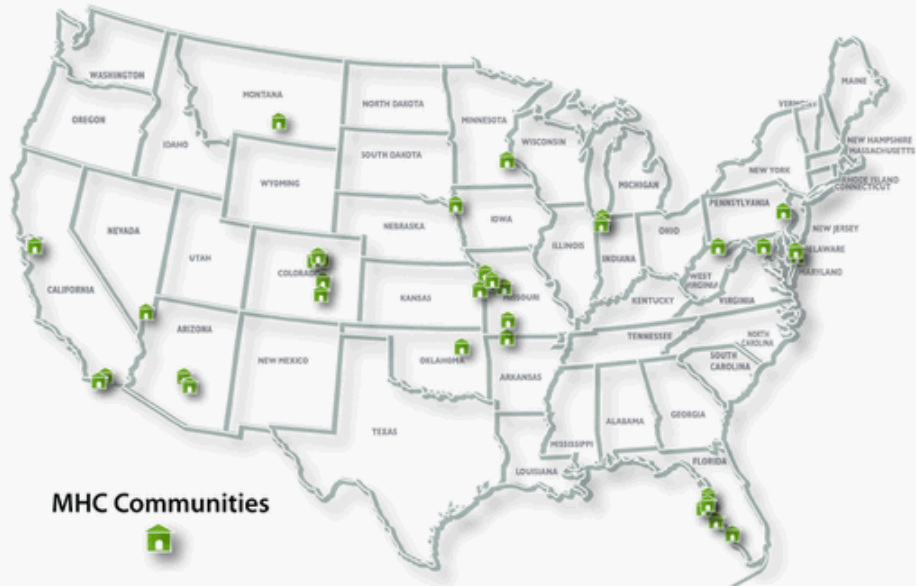 WASHINGTON
OREGON
IDAHO
MONTANA
WYOMING
NORTH DAKOTA
SOUTH DAKOTA
NEBRASKA
MINNESOTA
WISCONSIN
IOWA
MICHIGAN
ILLINOIS
INDIANA
OHIO
PENNSYLVANIA
NEW YORK
VERMONT
MAINE
NEW HAMPSHIRE
MASSACHUSETTS
RHODE ISLAND
CONNECTICUT
NEW JERSEY
DELAWARE
MARYLAND
WEST
VIRGINIA
VIRGINIA
KENTUCKY
NORTH
CAROLINA
TENNESSEE
SOUTH
CAROLINA
NEVADA
UTAH
COLORADO
KANSAS
MISSOURI
CALIFORNIA
ARIZONA
NEW MEXICO
OKLAHOMA
ARKANSAS
TEXAS
LOUISIANA
MISSISSIPPI
ALABAMA
GEORGIA
FLORIDA
MHC Communities